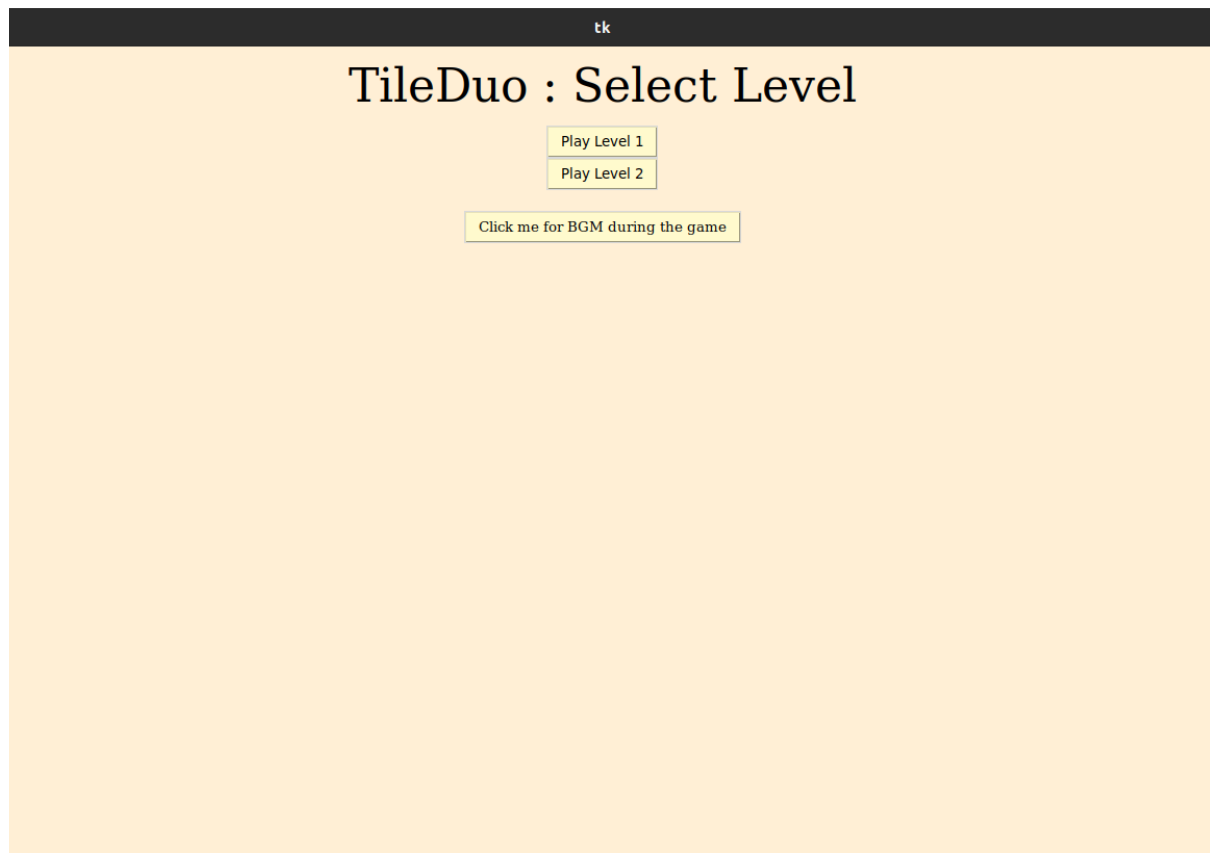 tk
TileDuo : Select Level
Play Level 1
Play Level 2
Click me for BGM during the game